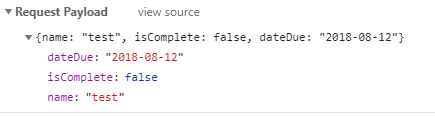 Request Payload view source
{name: "test", isComplete: false, dateDue: "2018-08-12"}
dateDue: "2018-08-12"
isComplete: false
name: "test"